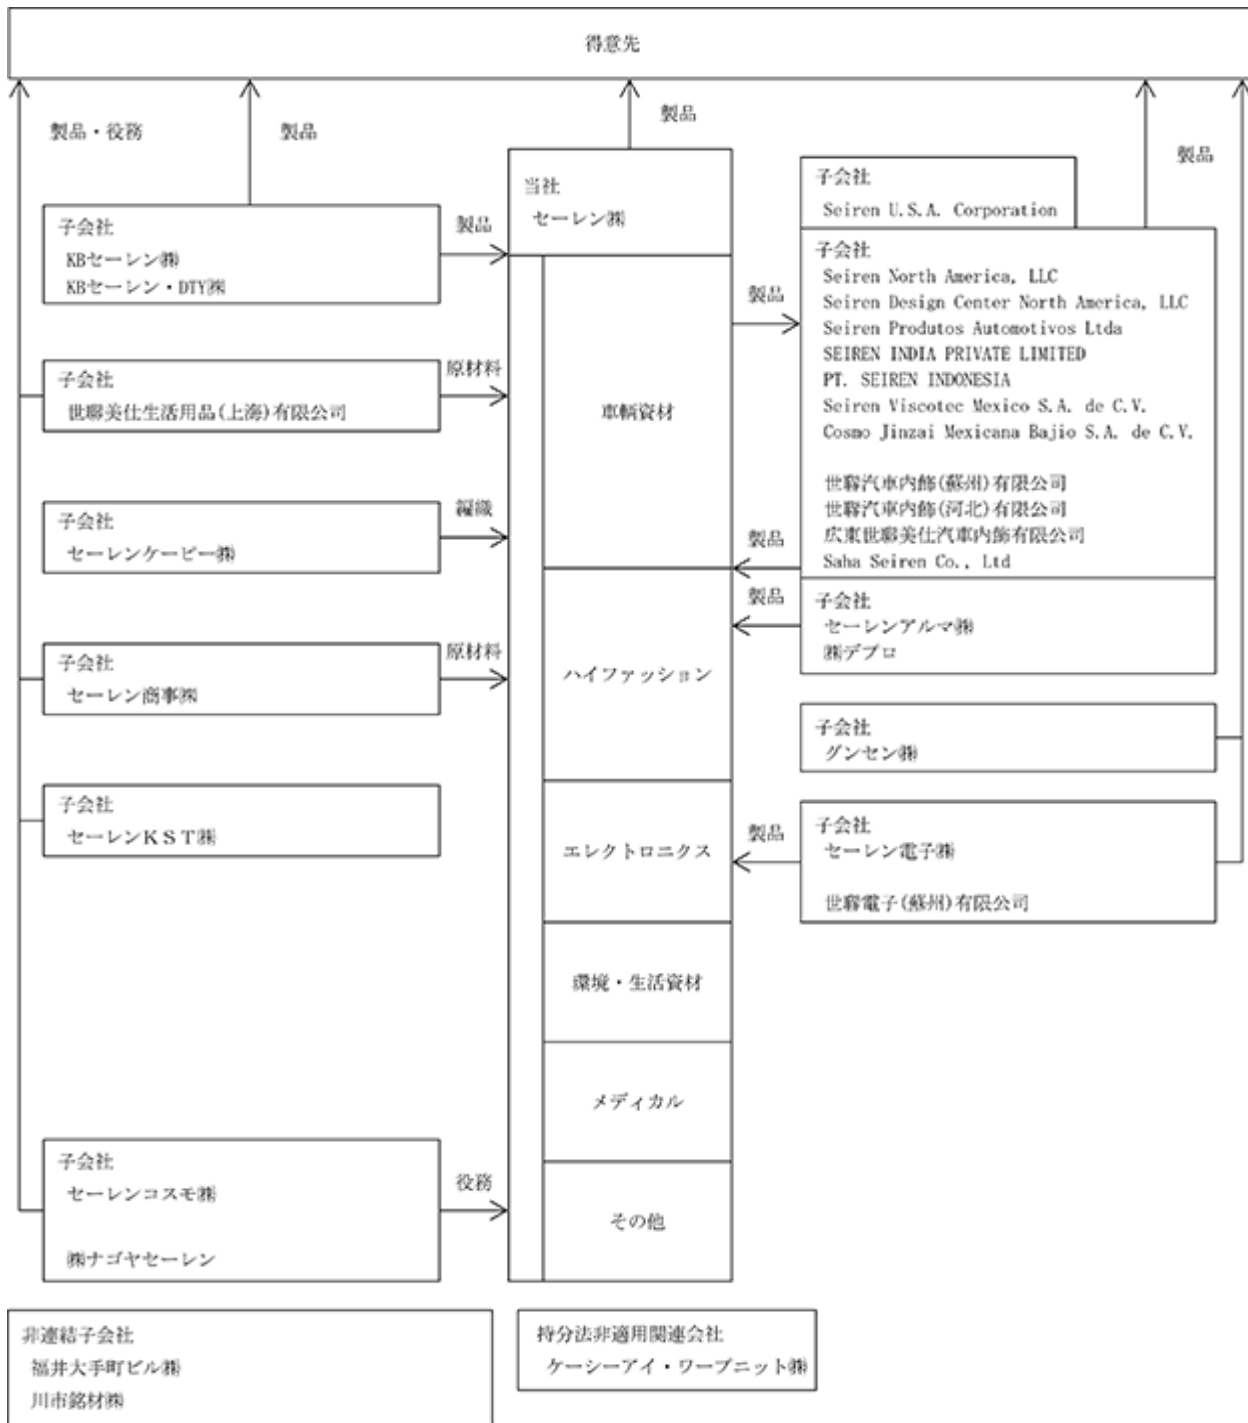 得意先
製品・役務
製品
製品
製品
当社
セーレン㈱
車輌資材
ハイファッション
エレクトロニクス
環境・生活資材
メディカル
その他
子会社
KBセーレン㈱
KBセーレン・DTY㈱
製品
子会社
世聯美仕生活用品(上海)有限公司
原材料
子会社
セーレンケーピー㈱
編織
子会社
セーレン商事㈱
原材料
子会社
セーレンKST㈱
子会社
セーレンコスモ㈱
㈱ナゴヤセーレン
役務
子会社
Seiren U.S.A. Corporation
子会社
Seiren North America, LLC
Seiren Design Center North America, LLC
Seiren Produtos Automotivos Ltda
SEIREN INDIA PRIVATE LIMITED
PT. SEIREN INDONESIA
Seiren Viscotec Mexico S.A. de C.V.
Cosmo Jinzai Mexicana Bajio S.A. de C.V.
世聯汽車内飾(蘇州)有限公司
世聯汽車内飾(河北)有限公司
広東世聯美仕汽車内飾有限公司
Saha Seiren Co., Ltd
製品
製品
子会社
セーレンアルマ㈱
㈱デプロ
製品
子会社
グンセン㈱
子会社
セーレン電子㈱
世聯電子(蘇州)有限公司
製品
非連結子会社
福井大手町ビル㈱
川市銘材㈱
持分法非適用関連会社
ケーシーアイ・ワープニット㈱